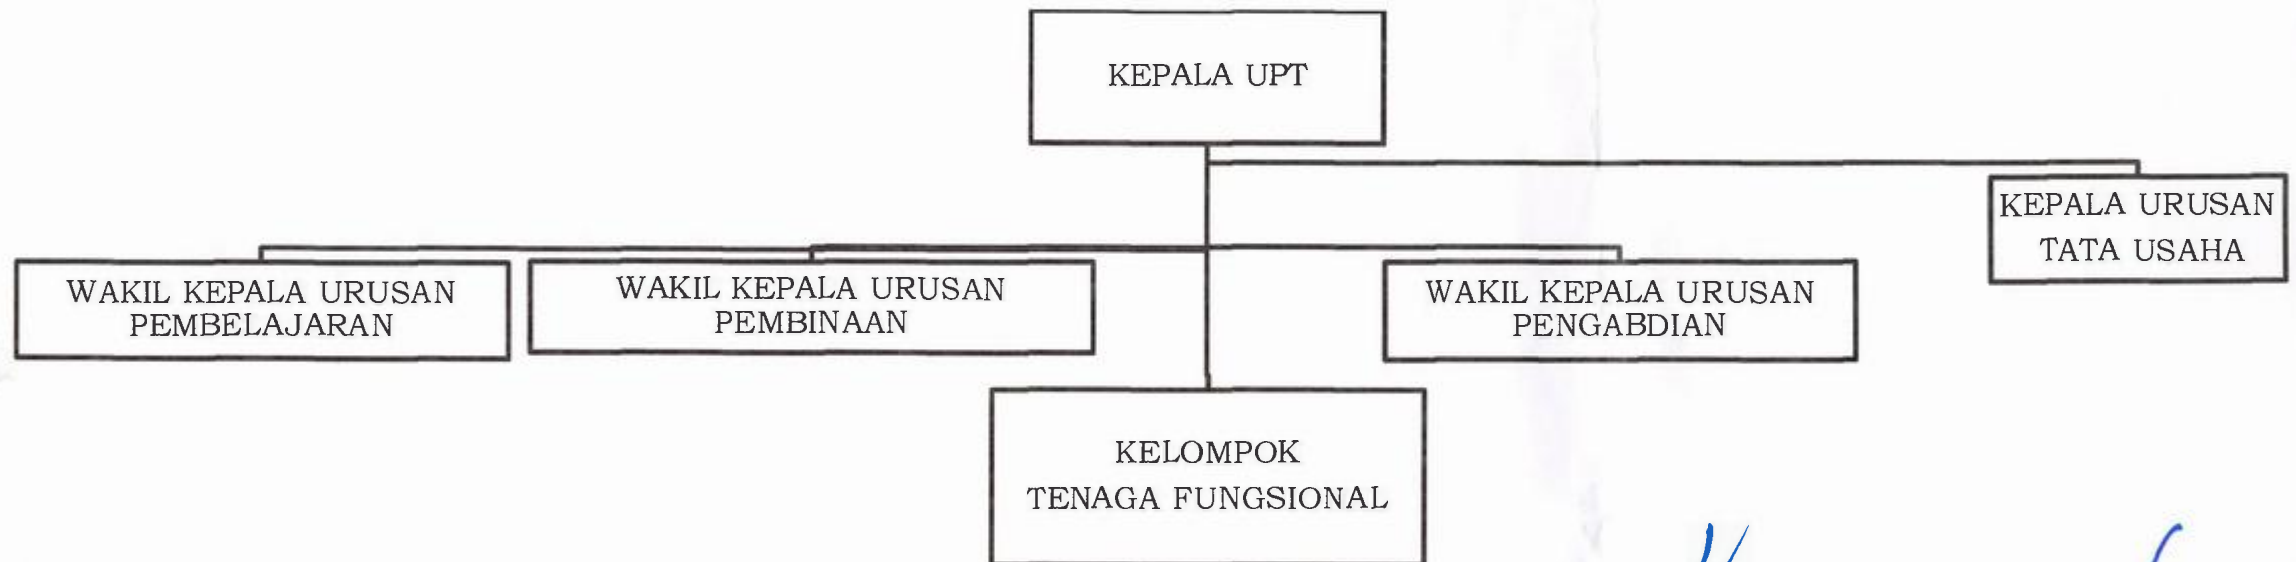 KEPALA UPT
KEPALA URUSAN
TATA USAHA
WAKIL KEPALA URUSAN
PEMBELAJARAN
WAKIL KEPALA URUSAN
PEMBINAAN
WAKIL KEPALA URUSAN
PENGABDIAN
KELOMPOK
TENAGA FUNGSIONAL